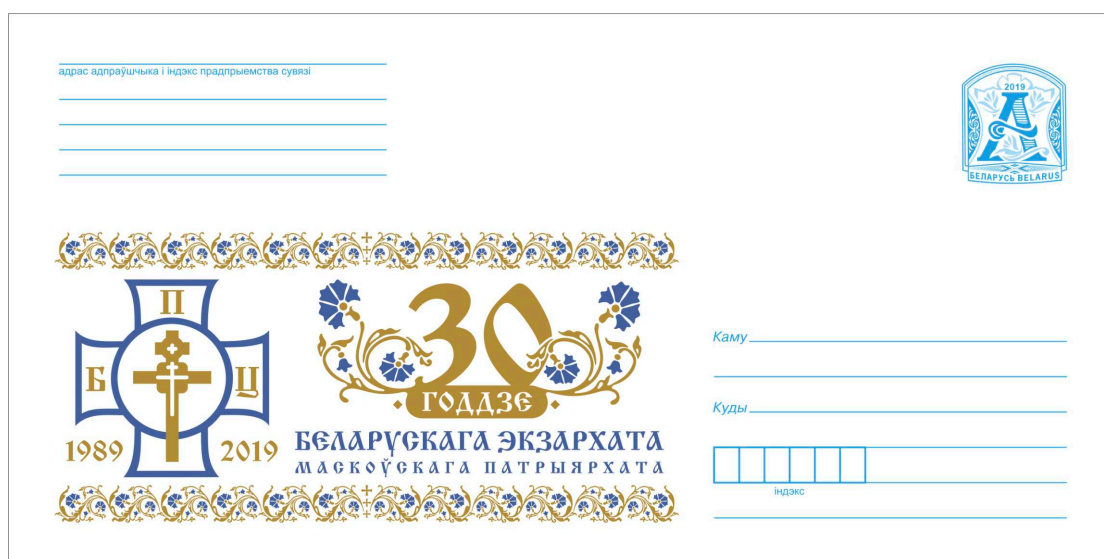 адрас адпраўшчыка і індэкс прадпрыемства сувязі
2019
А
БЕЛАРУСЬ BELARUS
П
Б Ц
1989 2019
30
ГОДДЗЕ
БЕЛАРУСКАГА ЭКЗАРХАТА
МАСКОЎСКАГА ПАТРЫЯРХАТА
Каму
Куды
індэкс